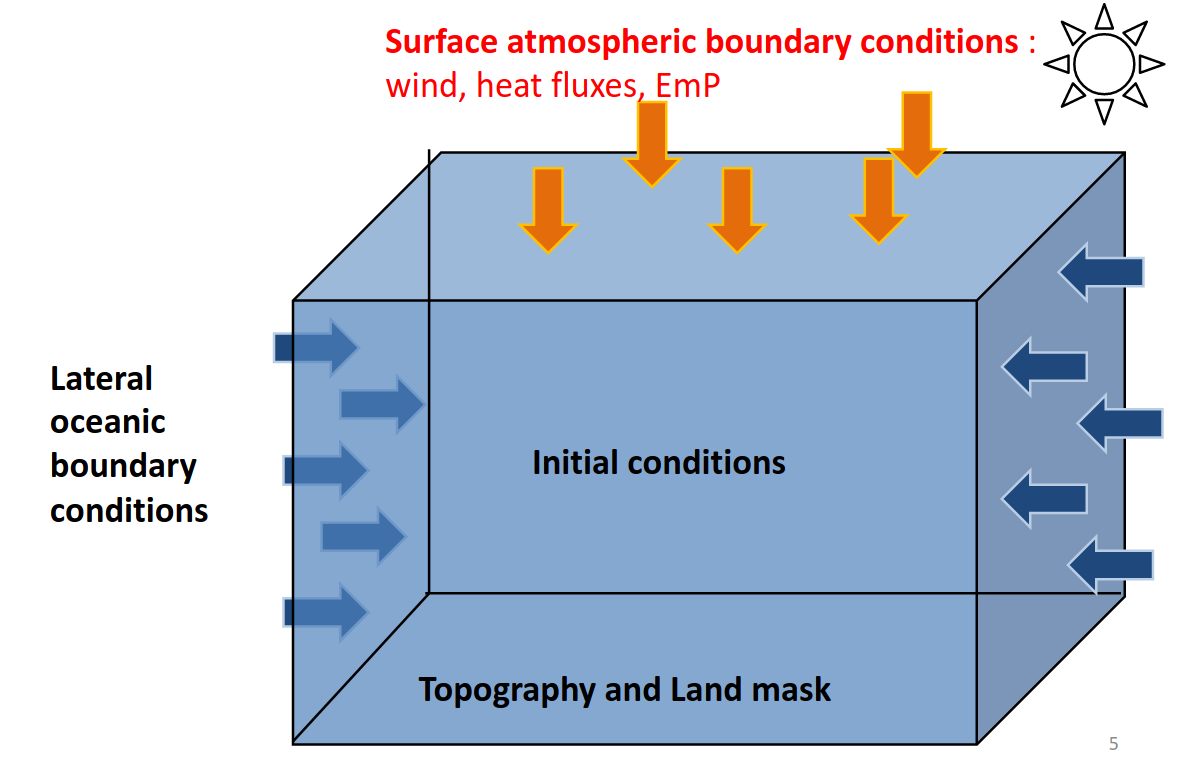 Surface atmospheric boundary conditions :
wind, heat fluxes, EmP
Lateral
oceanic
boundary
conditions
Initial conditions
Topography and Land mask
5